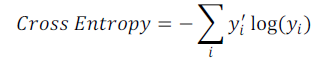 Cross Entropy = − ∑ᵢ y′ᵢ log(yᵢ)